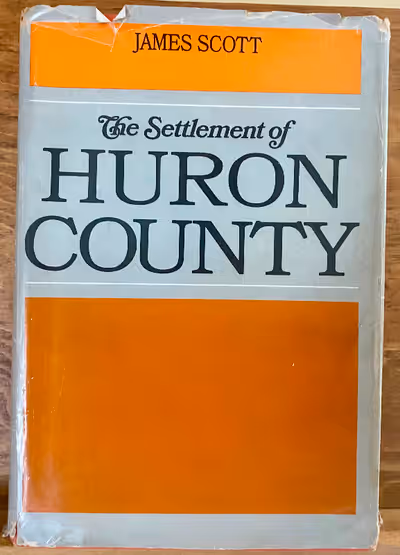 JAMES SCOTT
The Settlement of
HURON
COUNTY